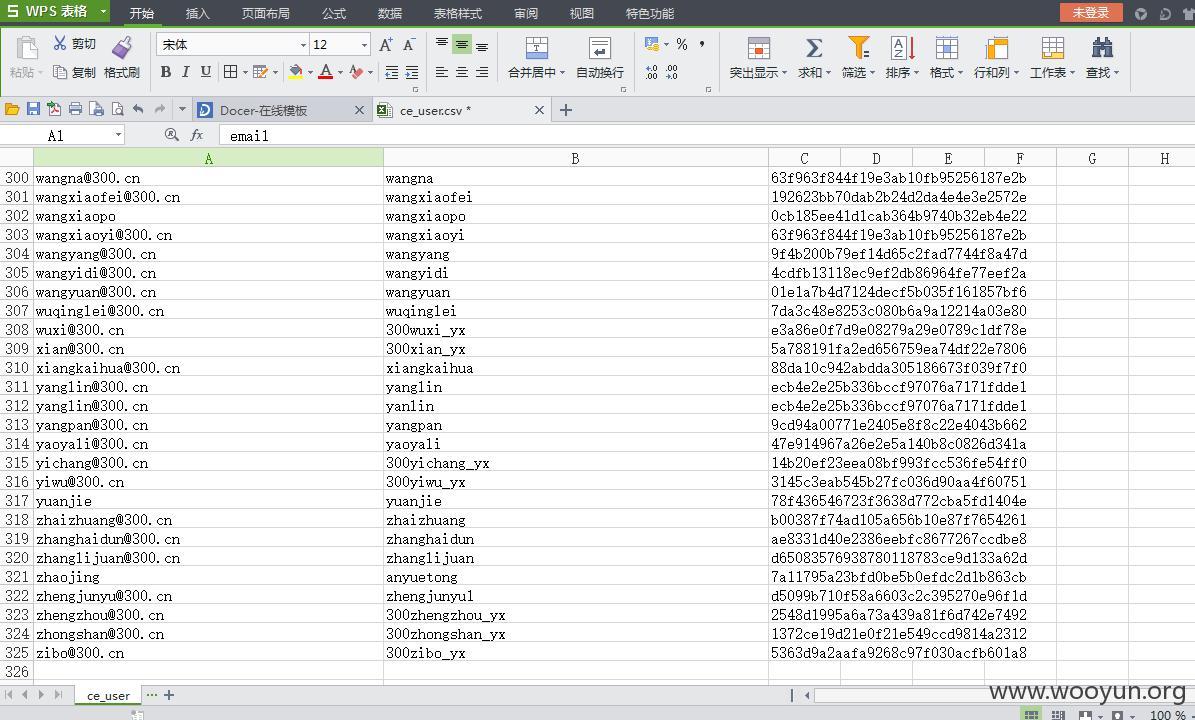 S WPS 表格 开始 插入 页面布局 公式 数据 表格样式 审阅 视图 特色功能 未登录
粘贴 剪切 复制 格式刷 宋体 12 B I U A A 合并居中 自动换行 % , .0 .00 突出显示 求和 筛选 排序 格式 行和列 工作表 查找
Docer-在线模板 ce_user.csv *
A1 fx email
A B C D E F G H
300 wangna@300.cn wangna 63f963f844f19e3ab10fb95256187e2b
301 wangxiaofei@300.cn wangxiaofei 192623bb70dab2b24d2da4e4e3e2572e
302 wangxiaopo wangxiaopo 0cb185ee41d1cab364b9740b32eb4e22
303 wangxiaoyi@300.cn wangxiaoyi 63f963f844f19e3ab10fb95256187e2b
304 wangyang@300.cn wangyang 9f4b200b79ef14d65c2fad7744f8a47d
305 wangyidi@300.cn wangyidi 4cdfb13118ec9ef2db86964fe77eef2a
306 wangyuan@300.cn wangyuan 01e1a7b4d7124decf5b035f161857bf6
307 wuqinglei@300.cn wuqinglei 7da3c48e8253c080b6a9a12214a03e80
308 wuxi@300.cn 300wuxi_yx e3a86e0f7d9e08279a29e0789c1df78e
309 xian@300.cn 300xian_yx 5a788191fa2ed656759ea74df22e7806
310 xiangkaihua@300.cn xiangkaihua 88da10c942abdda305186673f039f7f0
311 yanglin@300.cn yanglin ecb4e2e25b336bccf97076a7171fdde1
312 yanglin@300.cn yanlin ecb4e2e25b336bccf97076a7171fdde1
313 yangpan@300.cn yangpan 9cd94a00771e2405e8f8c22e4043b662
314 yaoyali@300.cn yaoyali 47e914967a26e2e5a140b8c0826d341a
315 yichang@300.cn 300yichang_yx 14b20ef23eea08bf993fcc536fe54ff0
316 yiwu@300.cn 300yiwu_yx 3145c3eab545b27fc036d90aa4f60751
317 yuanjie yuanjie 78f436546723f3638d772cba5fd1404e
318 zhaizhuang@300.cn zhaizhuang b00387f74ad105a656b10e87f7654261
319 zhanghaidun@300.cn zhanghaidun ae8331d40e2386eebfc8677267ccdbe8
320 zhanglijuan@300.cn zhanglijuan d65083576938780118783ce9d133a62d
321 zhaojing anyuetong 7a11795a23bfd0be5b0efdc2d1b863cb
322 zhengjunyu@300.cn zhengjunyu1 d5099b710f58a6603c2c395270e96f1d
323 zhengzhou@300.cn 300zhengzhou_yx 2548d1995a6a73a439a81f6d742e7492
324 zhongshan@300.cn 300zhongshan_yx 1372ce19d21e0f21e549ccd9814a2312
325 zibo@300.cn 300zibo_yx 5363d9a2aafa9268c97f030acfb601a8
326
ce_user ··· +
www.wooyun.org
100 %